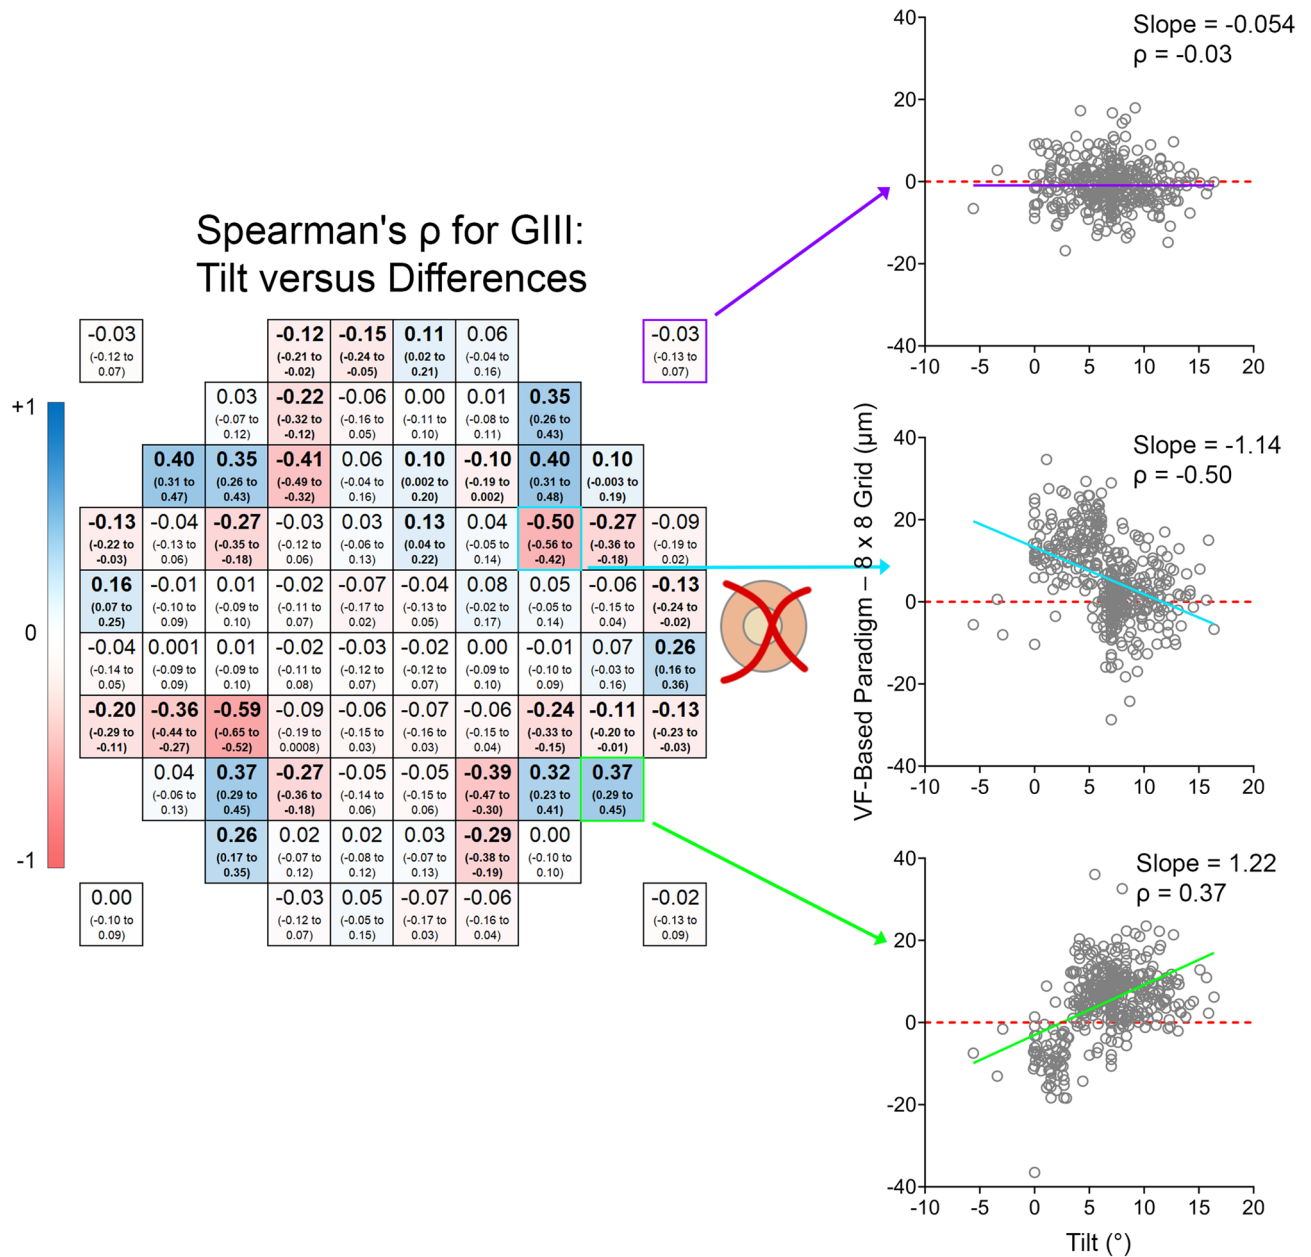 Spearman's ρ for GIII:
Tilt versus Differences
+1
0
-1
-0.03 -0.12 -0.15 0.11 0.06 -0.03
(-0.12 to (-0.21 to (-0.24 to (0.02 to (-0.04 to (-0.13 to
0.07) -0.02) -0.05) 0.21) 0.16) 0.07)
0.03 -0.22 -0.06 0.00 0.01 0.35
(-0.07 to (-0.32 to (-0.16 to (-0.11 to (-0.08 to (0.26 to
0.12) -0.12) 0.05) 0.10) 0.11) 0.43)
0.40 0.35 -0.41 0.06 0.10 -0.10 0.40 0.10
(0.31 to (0.26 to (-0.49 to (-0.04 to (0.002 to (-0.19 to (0.31 to (-0.003 to
0.47) 0.43) -0.32) 0.16) 0.20) 0.002) 0.48) 0.19)
-0.13 -0.04 -0.27 -0.03 0.03 0.13 0.04 -0.50 -0.27 -0.09
(-0.22 to (-0.13 to (-0.35 to (-0.12 to (-0.06 to (0.04 to (-0.05 to (-0.56 to (-0.36 to (-0.19 to
-0.03) 0.06) -0.18) 0.06) 0.13) 0.22) 0.14) -0.42) -0.18) 0.02)
0.16 -0.01 0.01 -0.02 -0.07 -0.04 0.08 0.05 -0.06 -0.13
(0.07 to (-0.10 to (-0.09 to (-0.11 to (-0.17 to (-0.13 to (-0.02 to (-0.05 to (-0.15 to (-0.24 to
0.25) 0.09) 0.10) 0.07) 0.02) 0.05) 0.17) 0.14) 0.04) -0.02)
-0.04 0.001 0.01 -0.02 -0.03 -0.02 0.00 -0.01 0.07 0.26
(-0.14 to (-0.09 to (-0.09 to (-0.11 to (-0.12 to (-0.12 to (-0.09 to (-0.10 to (-0.03 to (0.16 to
0.05) 0.09) 0.10) 0.08) 0.07) 0.07) 0.10) 0.09) 0.16) 0.36)
-0.20 -0.36 -0.59 -0.09 -0.06 -0.07 -0.06 -0.24 -0.11 -0.13
(-0.29 to (-0.44 to (-0.65 to (-0.19 to (-0.15 to (-0.16 to (-0.15 to (-0.33 to (-0.20 to (-0.23 to
-0.11) -0.27) -0.52) 0.0008) 0.03) 0.03) 0.04) -0.15) -0.01) -0.03)
0.04 0.37 -0.27 -0.05 -0.05 -0.39 0.32 0.37
(-0.06 to (0.29 to (-0.36 to (-0.14 to (-0.15 to (-0.47 to (0.23 to (0.29 to
0.13) 0.45) -0.18) 0.06) 0.06) -0.30) 0.41) 0.45)
0.26 0.02 0.02 0.03 -0.29 0.00
(0.17 to (-0.07 to (-0.08 to (-0.07 to (-0.38 to (-0.10 to
0.35) 0.12) 0.12) 0.13) -0.19) 0.10)
0.00 -0.03 0.05 -0.07 -0.06 -0.02
(-0.10 to (-0.12 to (-0.05 to (-0.17 to (-0.16 to (-0.13 to
0.09) 0.07) 0.15) 0.03) 0.04) 0.09)
VF-Based Paradigm – 8 x 8 Grid (µm)
Slope = -0.054
ρ = -0.03
40
20
0
-20
-40
-10 -5 0 5 10 15 20
Slope = -1.14
ρ = -0.50
40
20
0
-20
-40
-10 -5 0 5 10 15 20
Slope = 1.22
ρ = 0.37
40
20
0
-20
-40
-10 -5 0 5 10 15 20
Tilt (°)